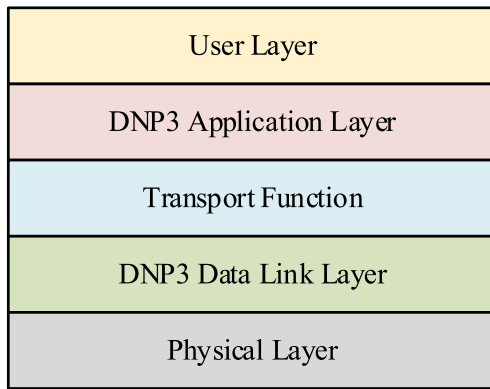 User Layer
DNP3 Application Layer
Transport Function
DNP3 Data Link Layer
Physical Layer